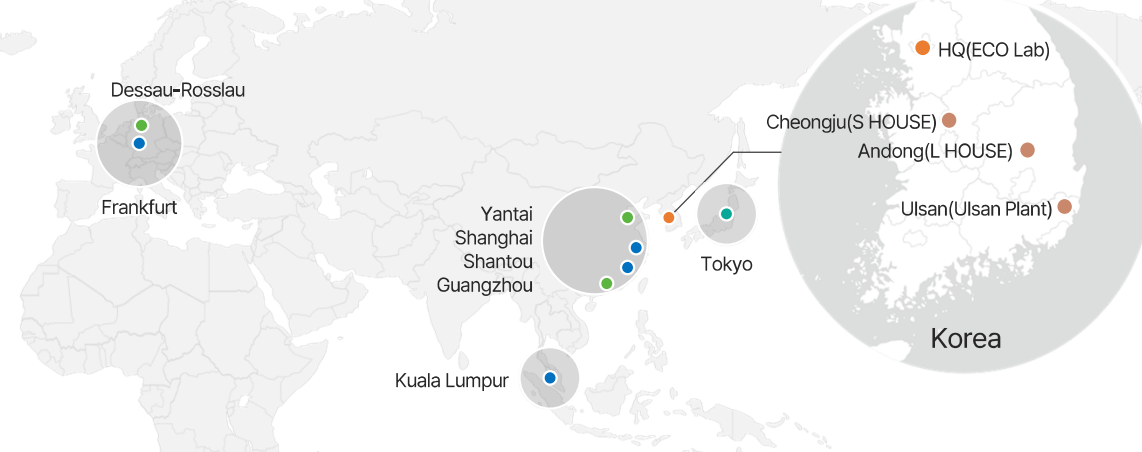 Dessau-Rosslau
Frankfurt
Yantai
Shanghai
Shantou
Guangzhou
Kuala Lumpur
Tokyo
HQ(ECO Lab)
Cheongju(S HOUSE)
Andong(L HOUSE)
Ulsan(Ulsan Plant)
Korea